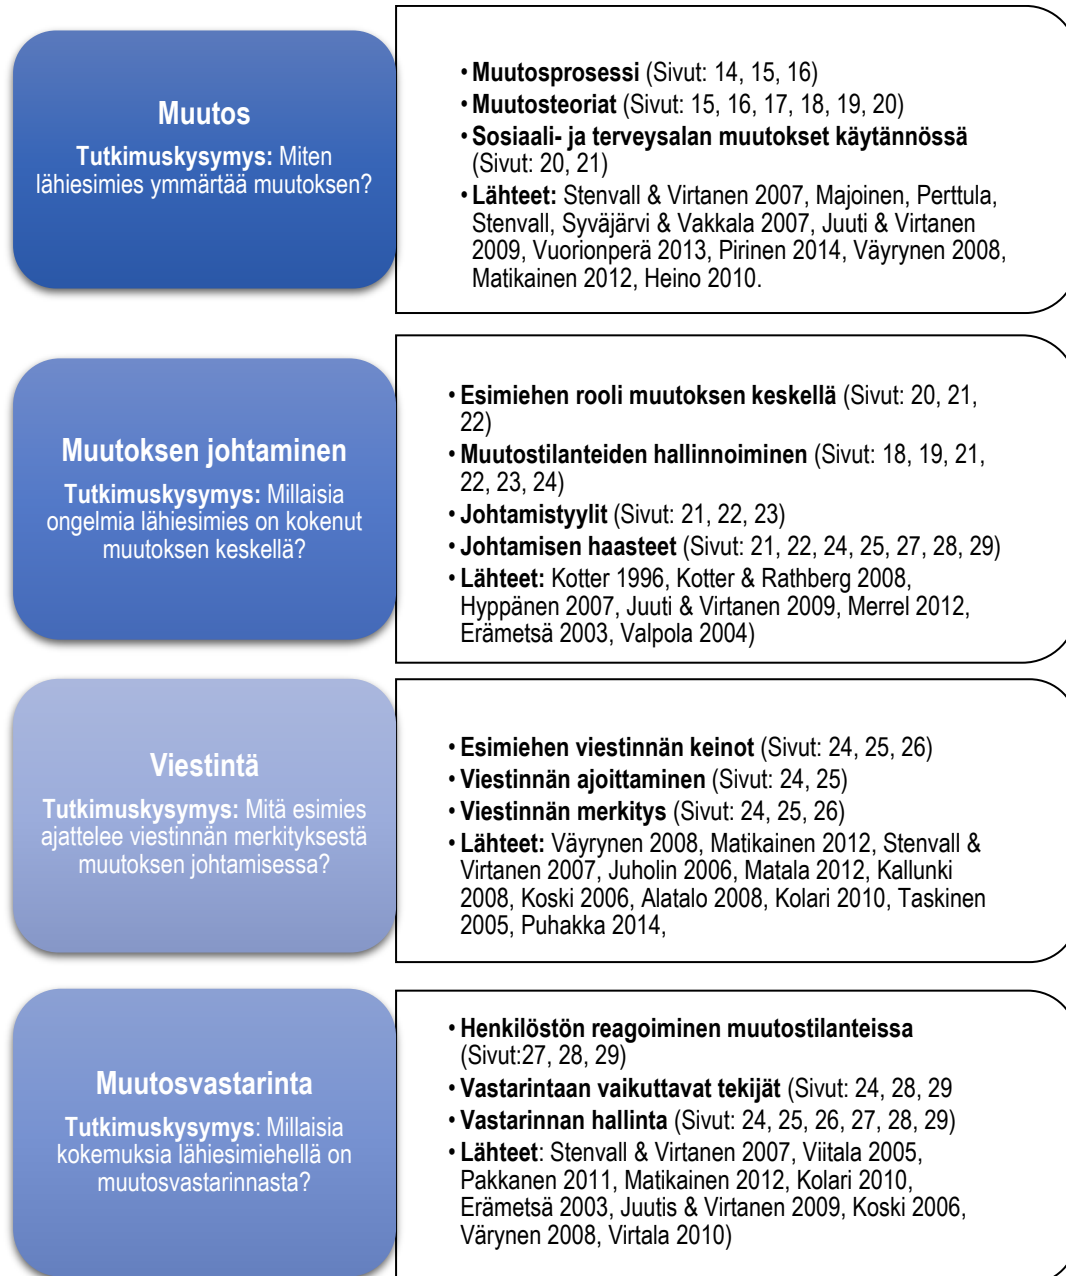 Muutos
Tutkimuskysymys: Miten
lähiesimies ymmärtää muutoksen?
• Muutosprosessi (Sivut: 14, 15, 16)
• Muutosteoriat (Sivut: 15, 16, 17, 18, 19, 20)
• Sosiaali- ja terveysalan muutokset käytännössä
(Sivut: 20, 21)
• Lähteet: Stenvall & Virtanen 2007, Majoinen, Perttula,
Stenvall, Syväjärvi & Vakkala 2007, Juuti & Virtanen
2009, Vuorionperä 2013, Pirinen 2014, Väyrynen 2008,
Matikainen 2012, Heino 2010.
Muutoksen johtaminen
Tutkimuskysymys: Millaisia
ongelmia lähiesimies on kokenut
muutoksen keskellä?
• Esimiehen rooli muutoksen keskellä (Sivut: 20, 21,
22)
• Muutostilanteiden hallinnoiminen (Sivut: 18, 19, 21,
22, 23, 24)
• Johtamistyylit (Sivut: 21, 22, 23)
• Johtamisen haasteet (Sivut: 21, 22, 24, 25, 27, 28, 29)
• Lähteet: Kotter 1996, Kotter & Rathberg 2008,
Hyppänen 2007, Juuti & Virtanen 2009, Merrel 2012,
Erämetsä 2003, Valpola 2004)
Viestintä
Tutkimuskysymys: Mitä esimies
ajattelee viestinnän merkityksestä
muutoksen johtamisessa?
• Esimiehen viestinnän keinot (Sivut: 24, 25, 26)
• Viestinnän ajoittaminen (Sivut: 24, 25)
• Viestinnän merkitys (Sivut: 24, 25, 26)
• Lähteet: Väyrynen 2008, Matikainen 2012, Stenvall &
Virtanen 2007, Juholin 2006, Matala 2012, Kallunki
2008, Koski 2006, Alatalo 2008, Kolari 2010, Taskinen
2005, Puhakka 2014,
Muutosvastarinta
Tutkimuskysymys: Millaisia
kokemuksia lähiesimiehellä on
muutosvastarinnasta?
• Henkilöstön reagoiminen muutostilanteissa
(Sivut:27, 28, 29)
• Vastarintaan vaikuttavat tekijät (Sivut: 24, 28, 29
• Vastarinnan hallinta (Sivut: 24, 25, 26, 27, 28, 29)
• Lähteet: Stenvall & Virtanen 2007, Viitala 2005,
Pakkanen 2011, Matikainen 2012, Kolari 2010,
Erämetsä 2003, Juutis & Virtanen 2009, Koski 2006,
Värynen 2008, Virtala 2010)